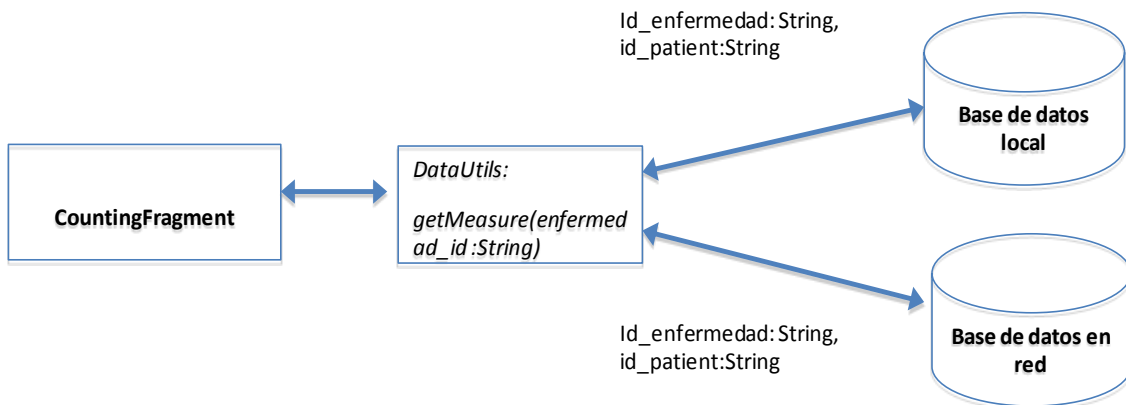 Id_enfermedad: String,
id_patient:String
Base de datos
local
CountingFragment
DataUtils:
getMeasure(enfermed
ad_id :String)
Id_enfermedad: String,
id_patient:String
Base de datos en
red